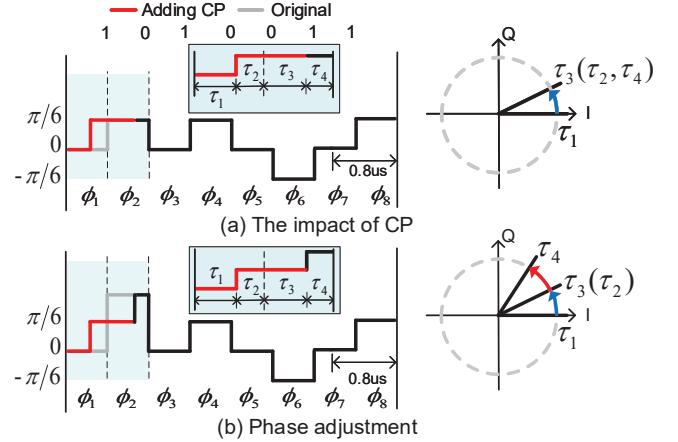 Adding CP Original
1 0 1 0 0 1 1
τ₂ τ₃ τ₄
τ₁
π/6
0
-π/6
0.8us
ϕ₁ ϕ₂ ϕ₃ ϕ₄ ϕ₅ ϕ₆ ϕ₇ ϕ₈
Q
τ₃(τ₂,τ₄)
I
τ₁
(a) The impact of CP
τ₁
τ₂ τ₃ τ₄
π/6
0
-π/6
0.8us
ϕ₁ ϕ₂ ϕ₃ ϕ₄ ϕ₅ ϕ₆ ϕ₇ ϕ₈
Q
τ₄
τ₃(τ₂)
I
τ₁
(b) Phase adjustment